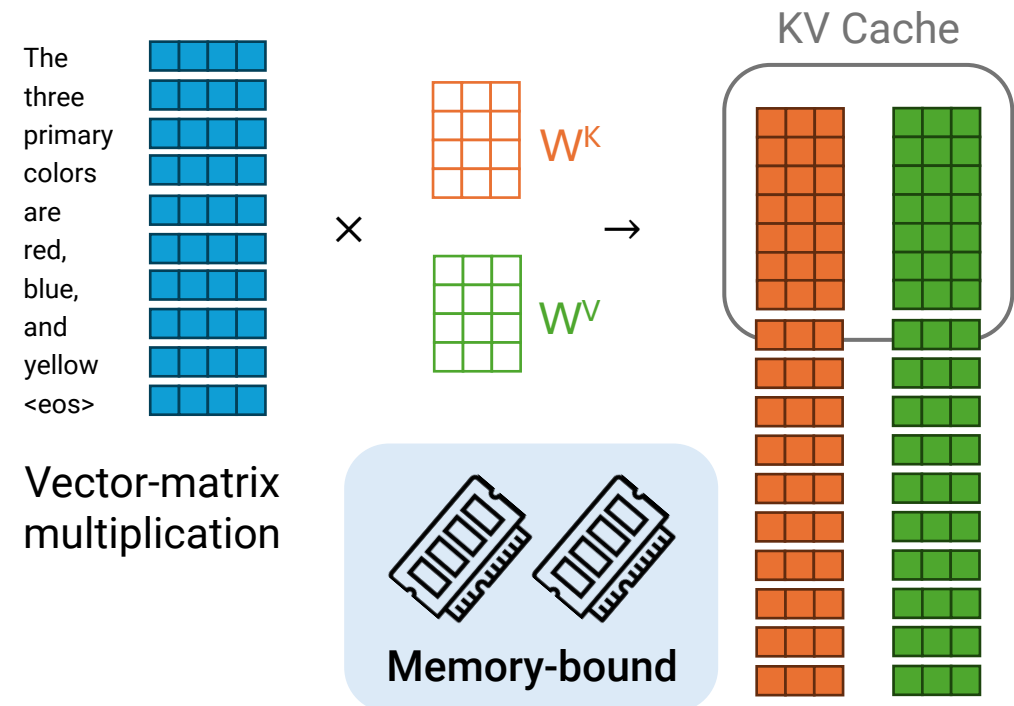 KV Cache
The
three
primary
colors
are
red,
blue,
and
yellow
<eos>
×
W^K
W^V
→
Vector-matrix
multiplication
Memory-bound